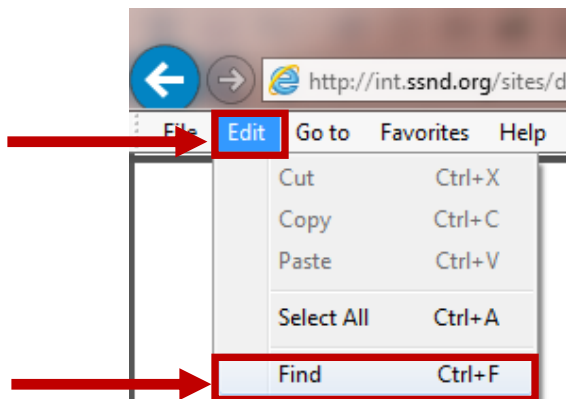 http://int.ssnd.org/sites/d
File Edit Go to Favorites Help
Cut Ctrl+X
Copy Ctrl+C
Paste Ctrl+V
Select All Ctrl+A
Find Ctrl+F